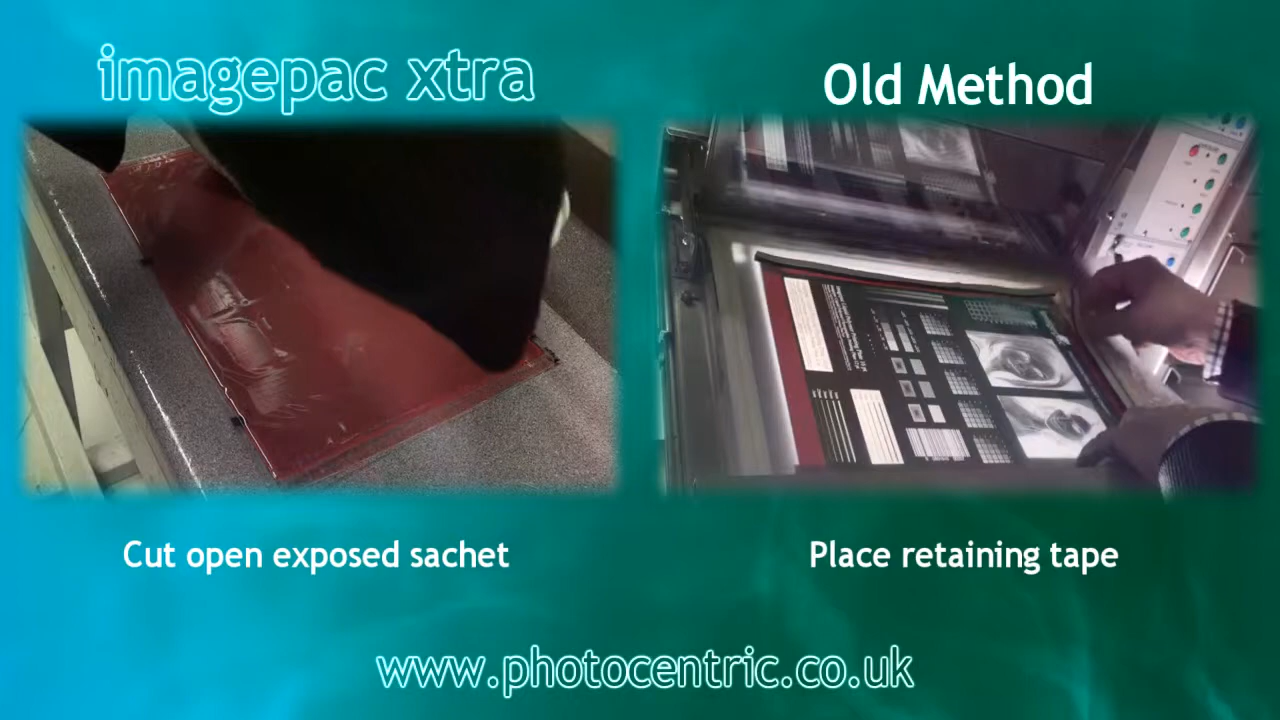 imagepac xtra
Old Method
Cut open exposed sachet
Place retaining tape
www.photocentric.co.uk